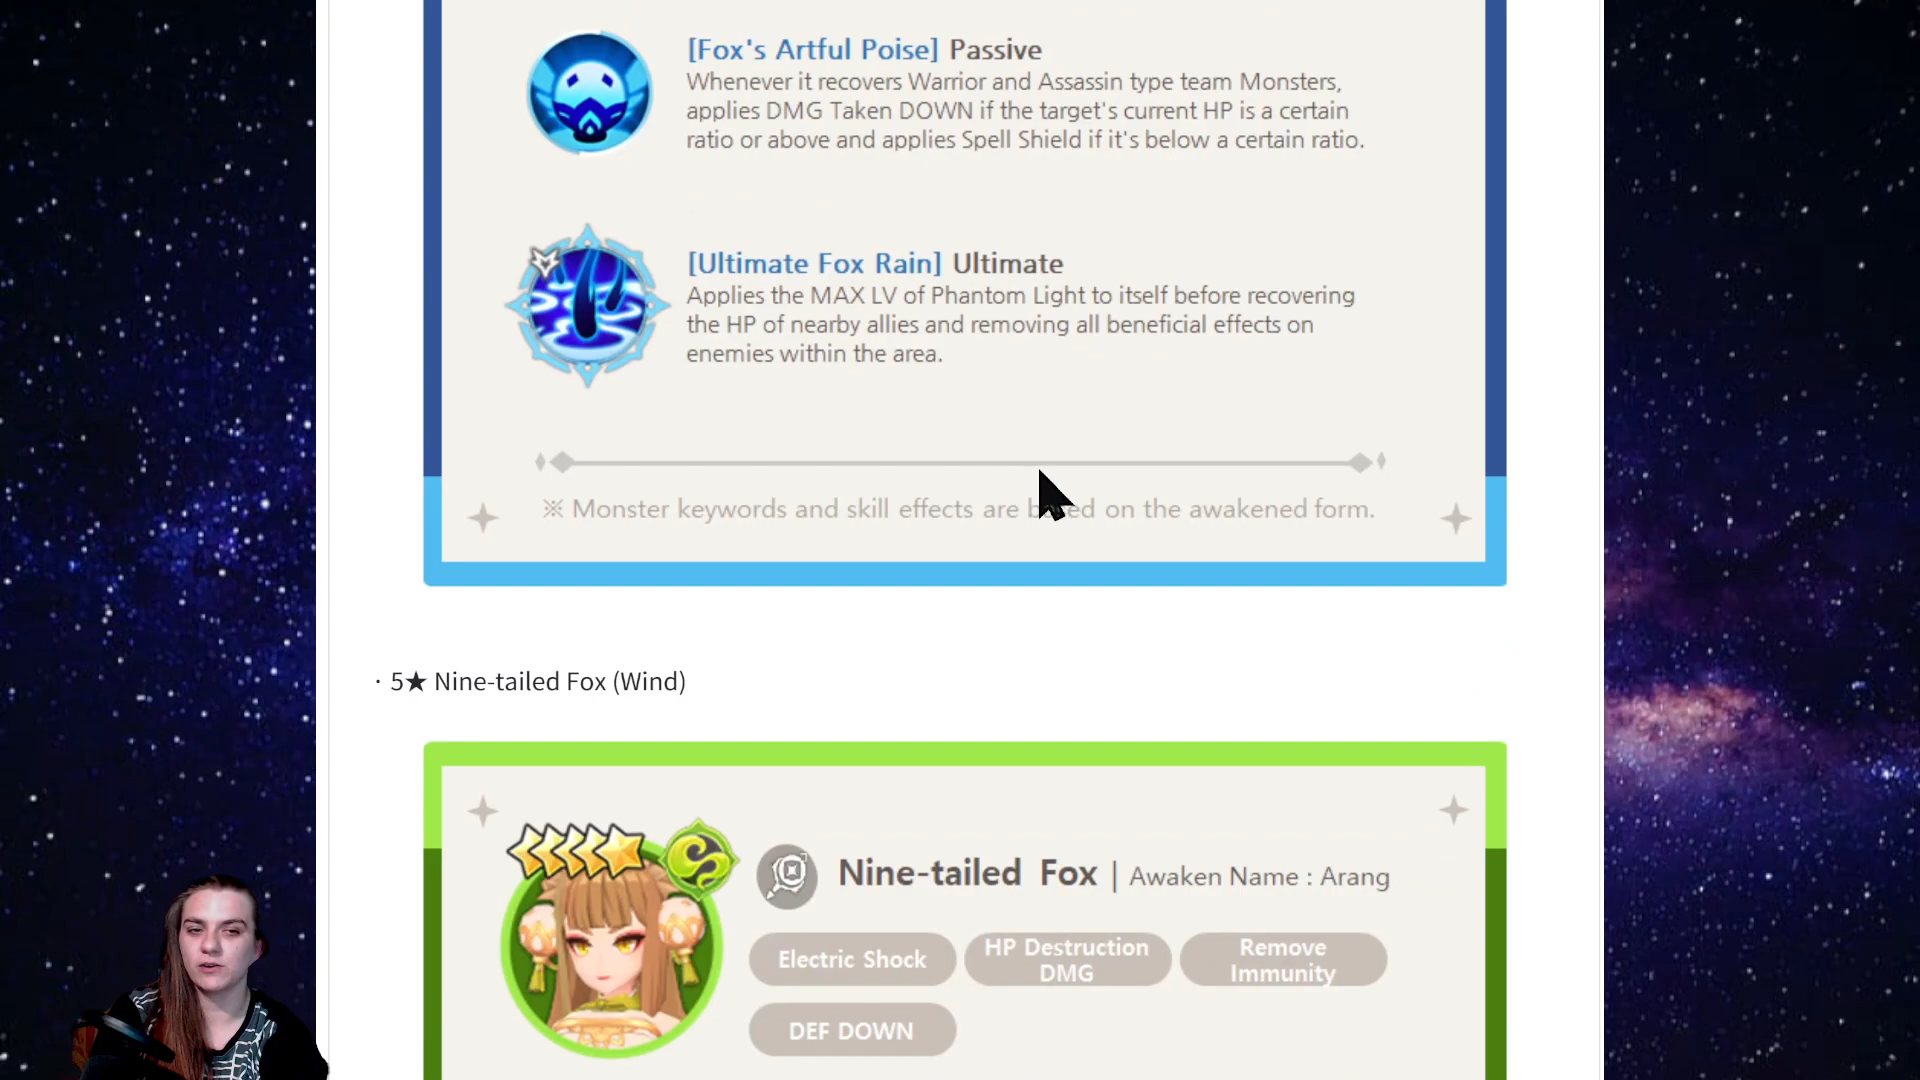 [Fox's Artful Poise] Passive
Whenever it recovers Warrior and Assassin type team Monsters,
applies DMG Taken DOWN if the target's current HP is a certain
ratio or above and applies Spell Shield if it's below a certain ratio.
[Ultimate Fox Rain] Ultimate
Applies the MAX LV of Phantom Light to itself before recovering
the HP of nearby allies and removing all beneficial effects on
enemies within the area.
※ Monster keywords and skill effects are based on the awakened form.
· 5★ Nine-tailed Fox (Wind)
Nine-tailed Fox | Awaken Name : Arang
Electric Shock
HP Destruction
DMG
Remove
Immunity
DEF DOWN